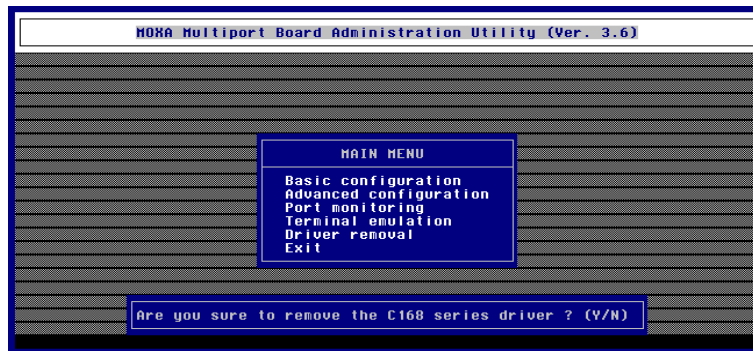 MOXA Multiport Board Administration Utility (Ver. 3.6)
MAIN MENU
Basic configuration
Advanced configuration
Port monitoring
Terminal emulation
Driver removal
Exit
Are you sure to remove the C168 series driver ? (Y/N)